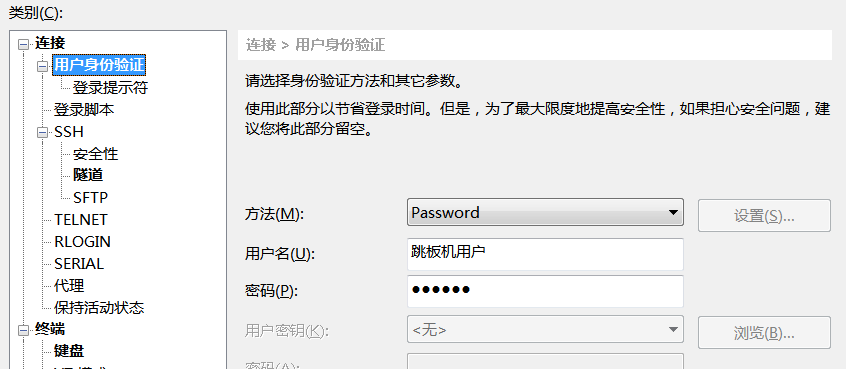 类别(C):
连接
用户身份验证
登录提示符
登录脚本
SSH
安全性
隧道
SFTP
TELNET
RLOGIN
SERIAL
代理
保持活动状态
终端
键盘
连接 > 用户身份验证
请选择身份验证方法和其它参数。
使用此部分以节省登录时间。但是，为了最大限度地提高安全性，如果担心安全问题，建
议您将此部分留空。
方法(M):
Password
设置(S)...
用户名(U):
跳板机用户
密码(P):
●●●●●●
用户密钥(K):
<无>
浏览(B)...
密码(A):